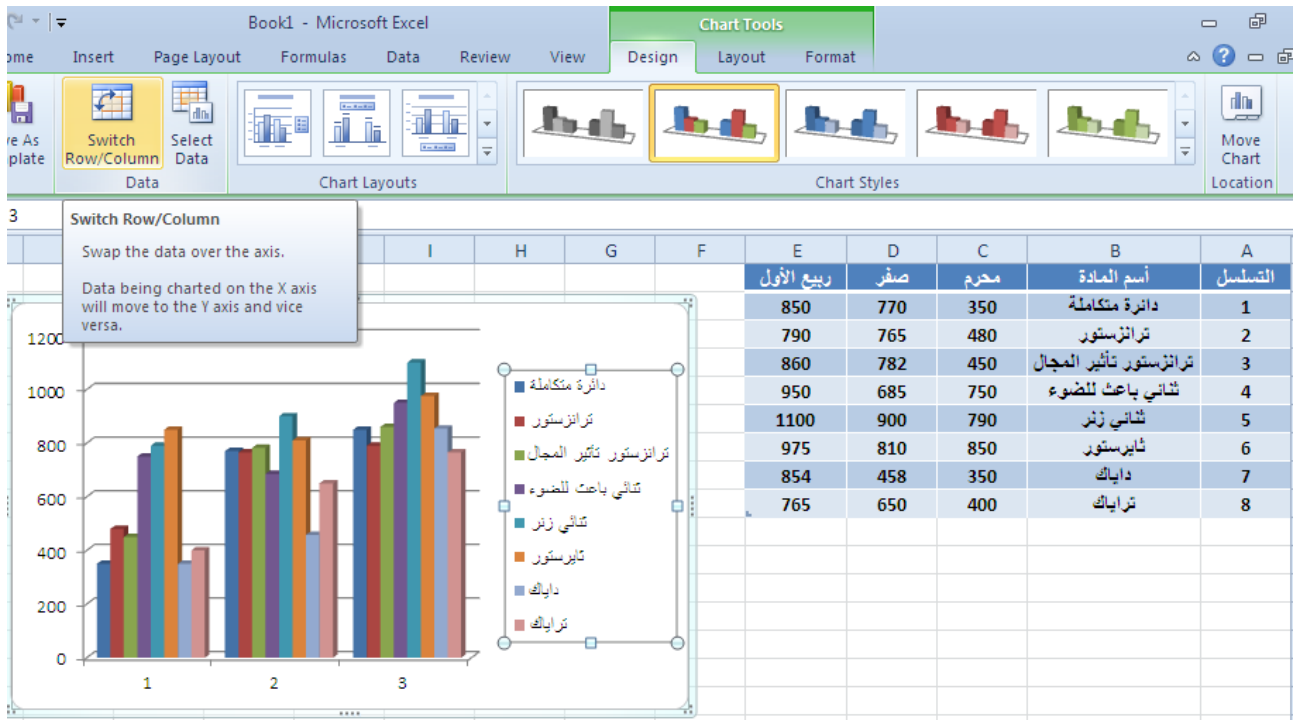 Book1 - Microsoft Excel
Chart Tools
ome Insert Page Layout Formulas Data Review View Design Layout Format
ve As
plate
Switch
Row/Column
Select
Data
Move
Chart
Data Chart Layouts Chart Styles Location
3
Switch Row/Column
Swap the data over the axis.
Data being charted on the X axis
will move to the Y axis and vice
versa.
I H G F E D C B A
التسلسل أسم المادة محرم صفر ربيع الأول
1 دائرة متكاملة 350 770 850
2 ترانزستور 480 765 790
3 ترانزستور تأثير المجال 450 782 860
4 ثنائي باعث للضوء 750 685 950
5 ثنائي زنر 790 900 1100
6 ثايرستور 850 810 975
7 داياك 350 458 854
8 تراياك 400 650 765
1200
1000
800
600
400
200
0
1 2 3
دائرة متكاملة
ترانزستور
ترانزستور تأثير المجال
ثنائي باعث للضوء
ثنائي زنر
ثايرستور
داياك
تراياك